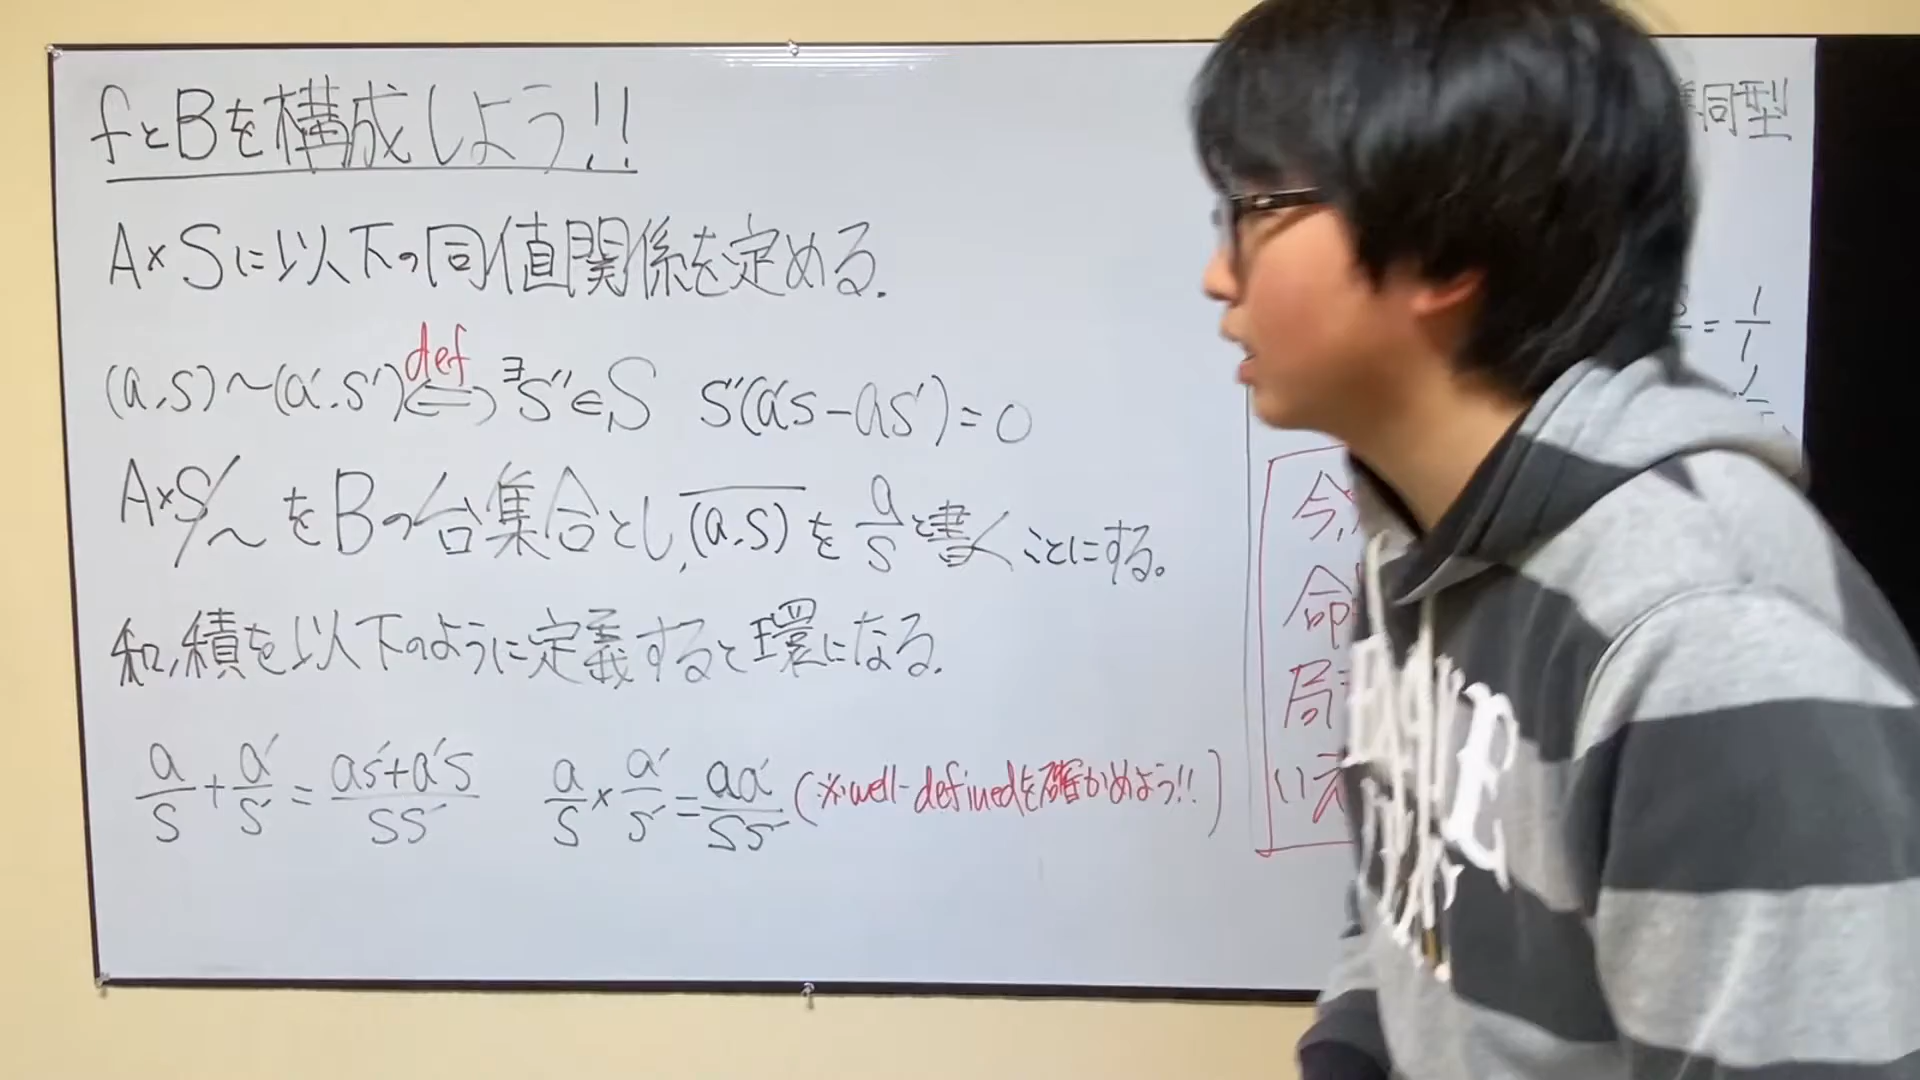 fとBを構成しよう!!
A×Sに以下の同値関係を定める.
(a,s)~(a',s') def⇔ ∃s''∈S s''(a's-as')=0
A×S/~ をBの台集合とし, (a,s) を a/s と書くことにする。
和,積を以下のように定義すると環になる.
a/s + a'/s' = as'+a's/ss' a/s × a'/s' = aa'/ss' (※well-definedを確かめよう!!)
同型
= 1/1
今,
命
局
いえ